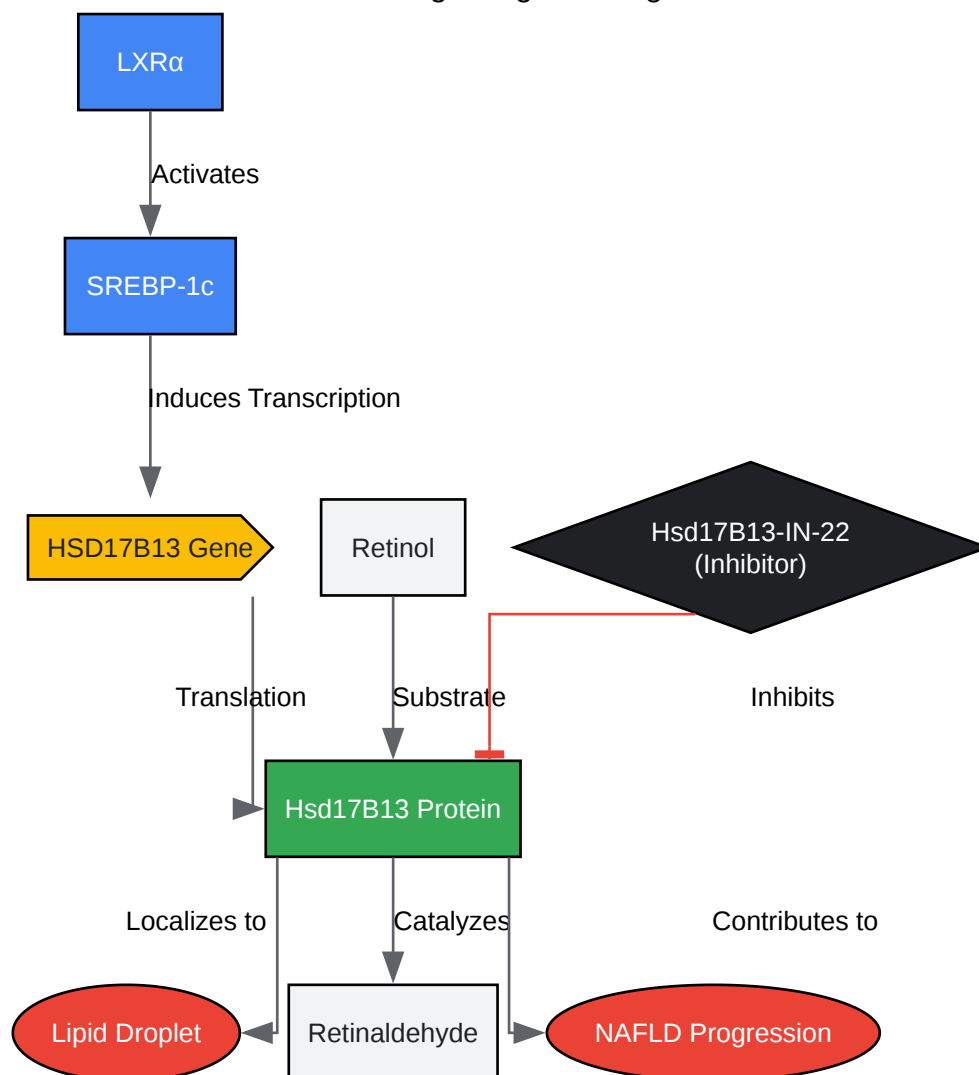 LXRα
Activates
SREBP-1c
Induces Transcription
HSD17B13 Gene
Retinol
Hsd17B13-IN-22
(Inhibitor)
Translation
Substrate
Inhibits
Hsd17B13 Protein
Localizes to
Catalyzes
Contributes to
Lipid Droplet
Retinaldehyde
NAFLD Progression